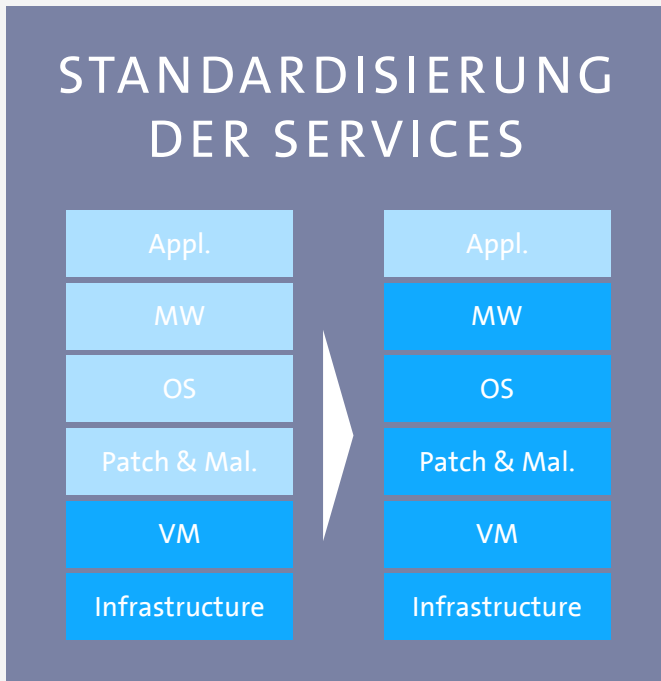 STANDARDISIERUNG
DER SERVICES
Appl.
MW
OS
Patch & Mal.
VM
Infrastructure
Appl.
MW
OS
Patch & Mal.
VM
Infrastructure